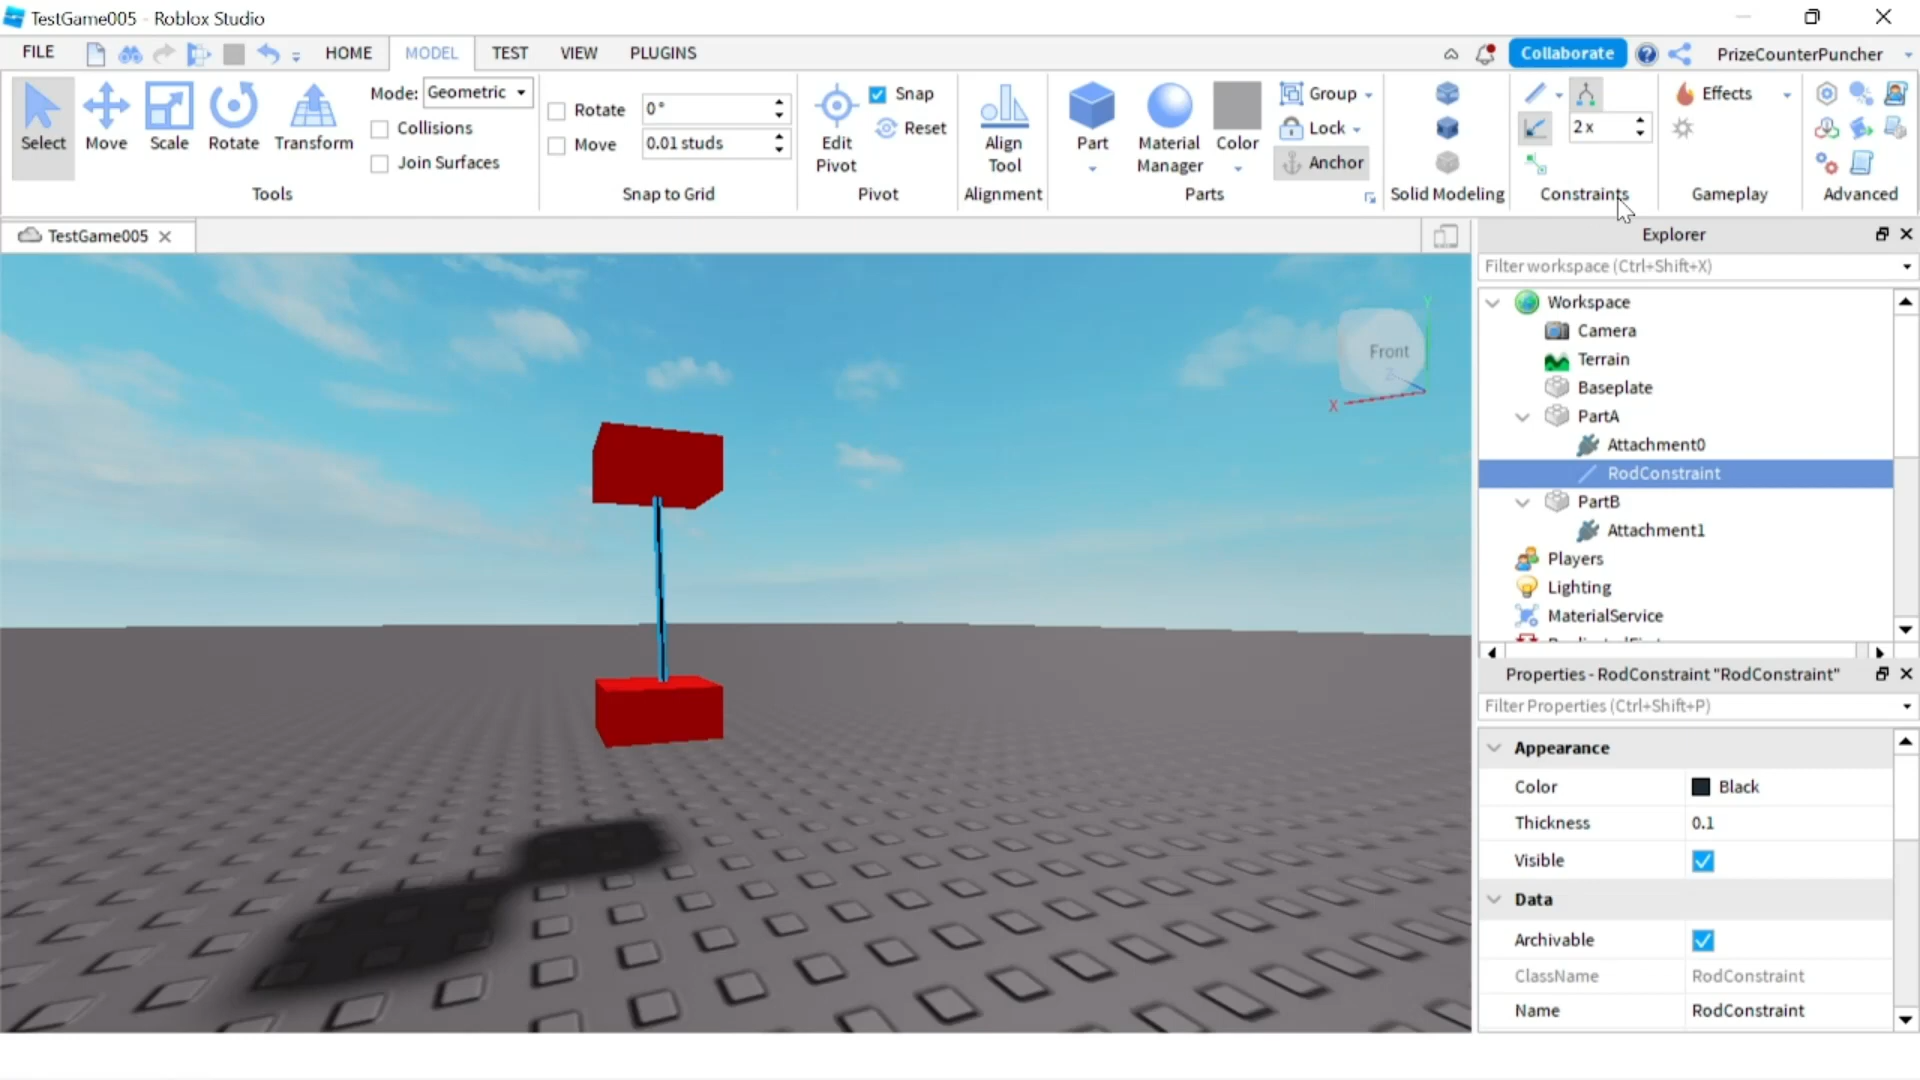 TestGame005 - Roblox Studio
FILE HOME MODEL TEST VIEW PLUGINS Collaborate PrizeCounterPuncher
Select Move Scale Rotate Transform
Mode: Geometric
Collisions
Join Surfaces
Tools
Rotate 0°
Move 0.01 studs
Snap to Grid
Edit Pivot
Snap
Reset
Pivot
Align Tool
Alignment
Part
Material Manager
Color
Group
Lock
Anchor
Parts
Solid Modeling
2 x
Constraints
Effects
Gameplay
Advanced
TestGame005
Explorer
Filter workspace (Ctrl+Shift+X)
Workspace
Camera
Terrain
Baseplate
PartA
Attachment0
RodConstraint
PartB
Attachment1
Players
Lighting
MaterialService
Front
X
Y
Z
Properties - RodConstraint "RodConstraint"
Filter Properties (Ctrl+Shift+P)
Appearance
Color Black
Thickness 0.1
Visible
Data
Archivable
ClassName RodConstraint
Name RodConstraint